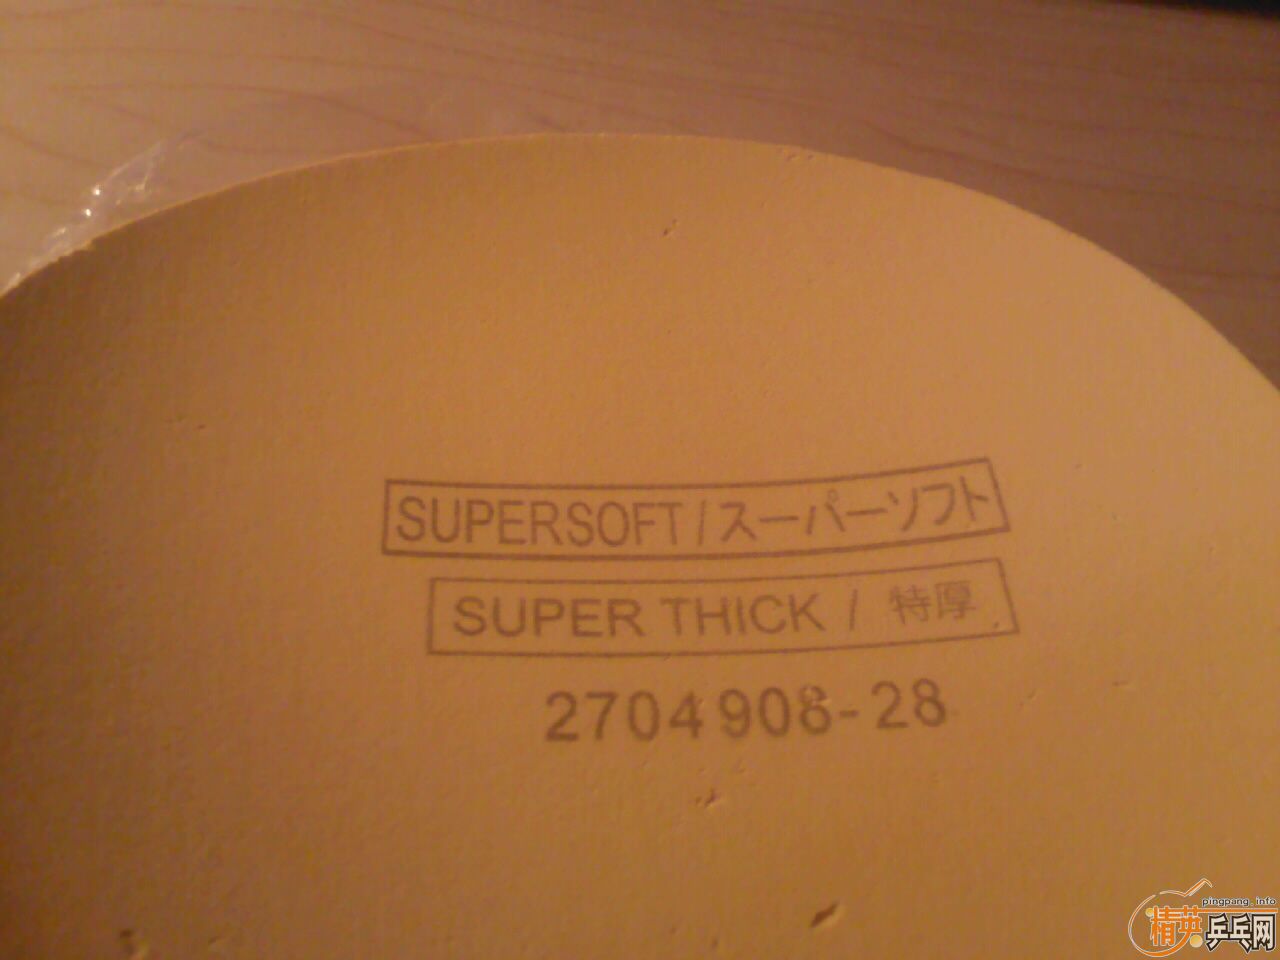 SUPERSOFT/スーパーソフト
SUPER THICK / 特厚
2704908-28
pingpang.info
精英乒乓网